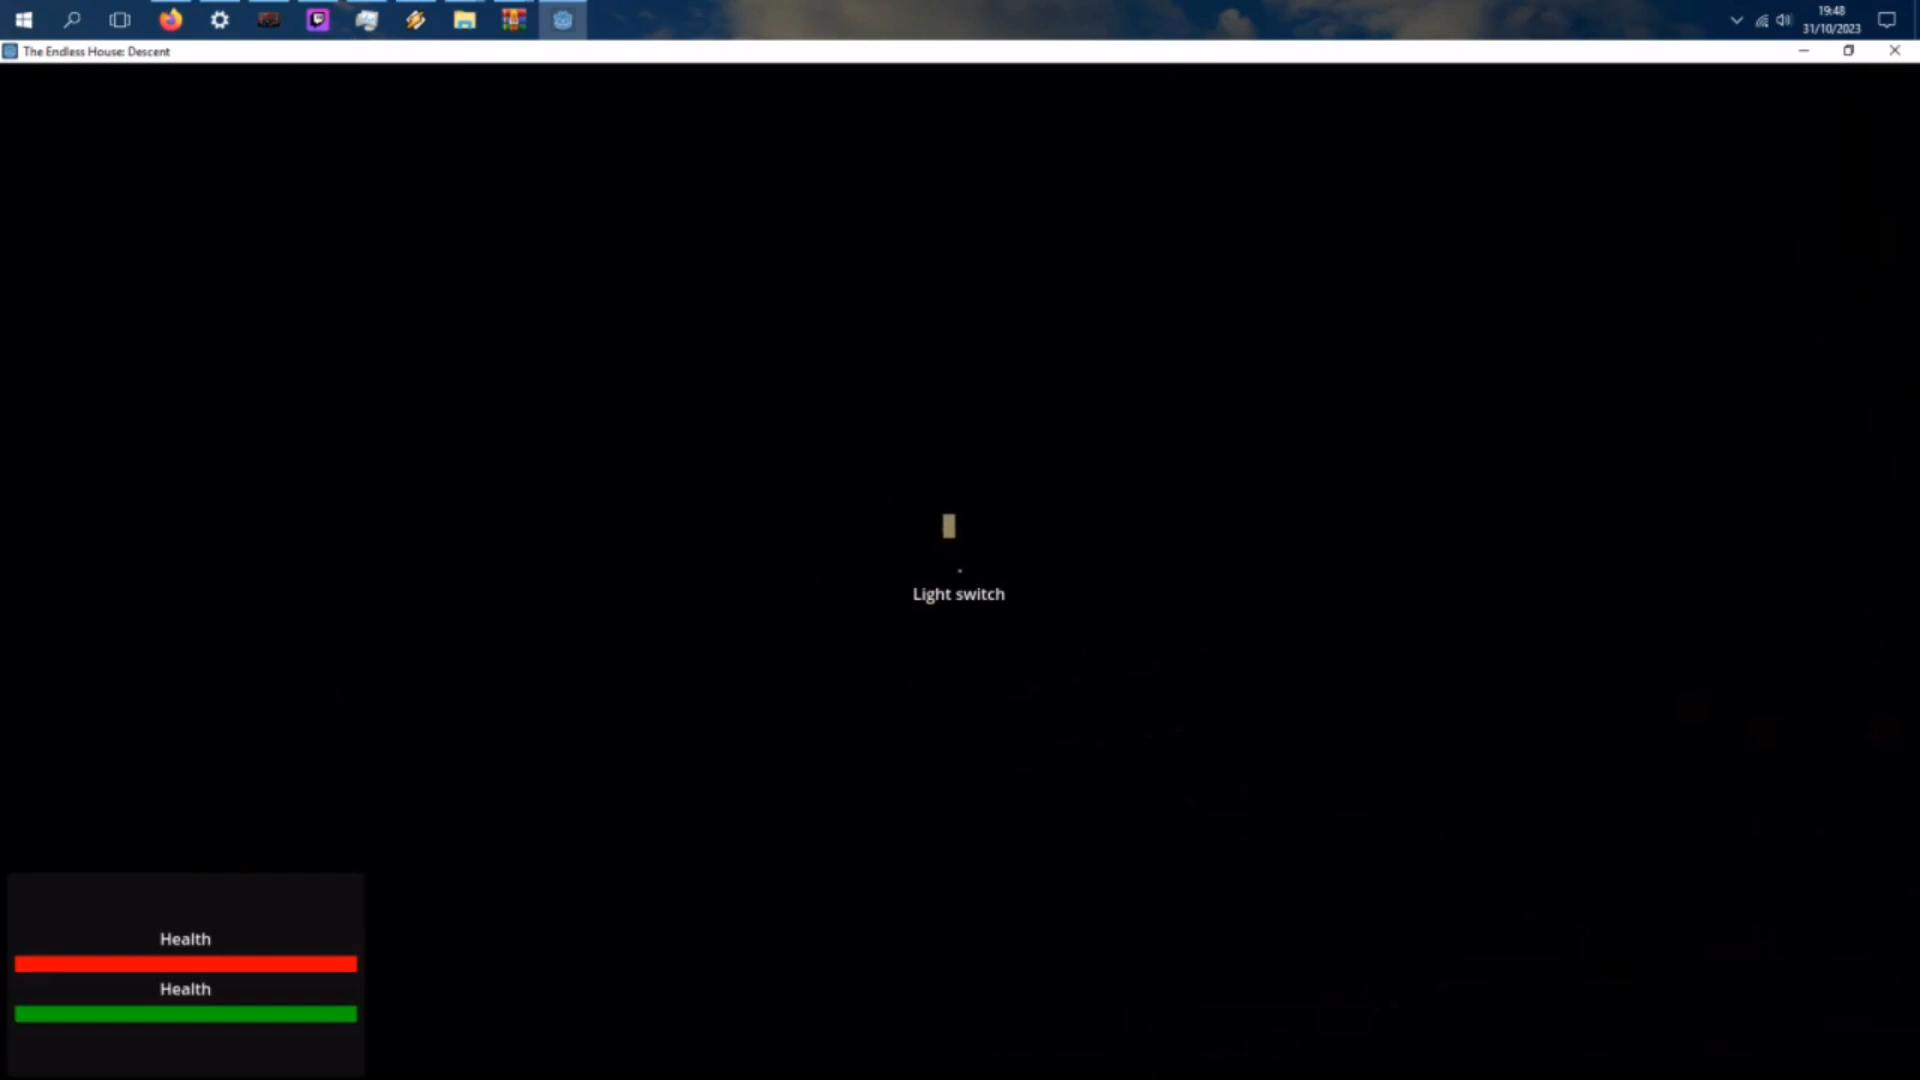 19:48
31/10/2023
The Endless House: Descent
Light switch
Health
Health